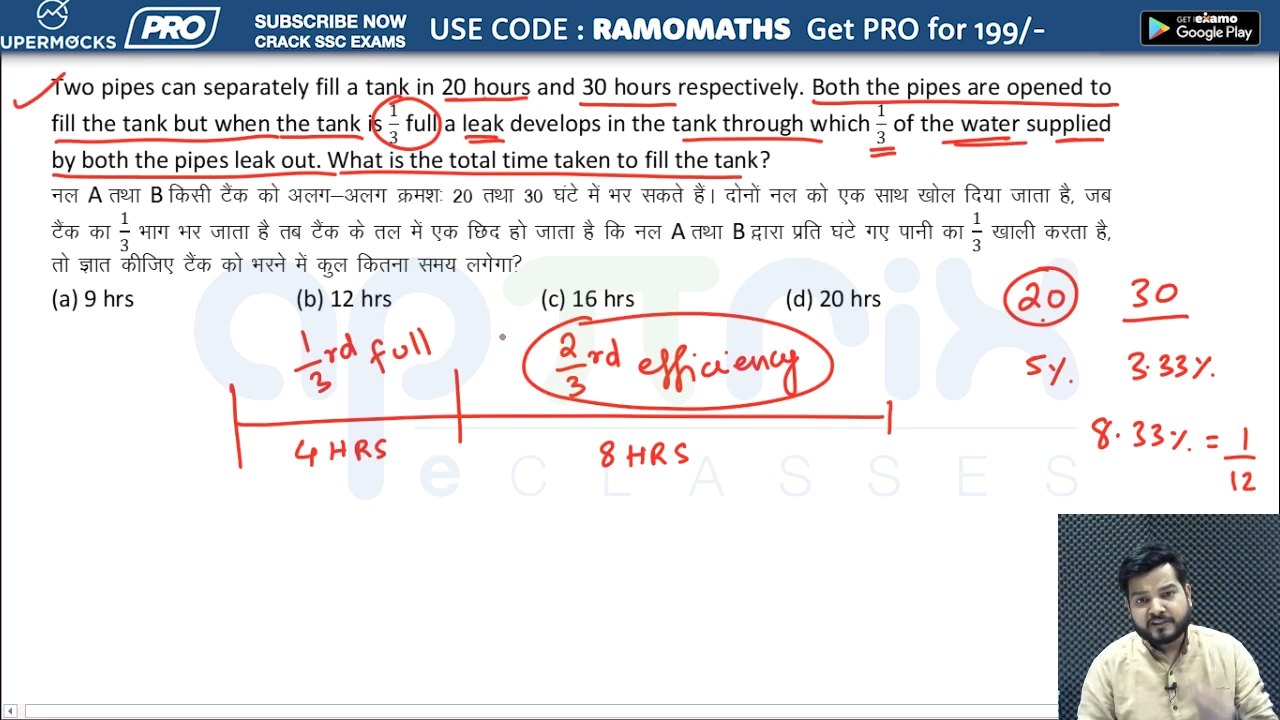 UPERMOCKS
PRO
SUBSCRIBE NOW
CRACK SSC EXAMS
USE CODE : RAMOMATHS Get PRO for 199/-
GET IT ON examo
Google Play
Two pipes can separately fill a tank in 20 hours and 30 hours respectively. Both the pipes are opened to
fill the tank but when the tank is 1/3 full a leak develops in the tank through which 1/3 of the water supplied
by both the pipes leak out. What is the total time taken to fill the tank?
नल A तथा B किसी टैंक को अलग–अलग क्रमशः 20 तथा 30 घंटे में भर सकते हैं। दोनों नल को एक साथ खोल दिया जाता है, जब
टैंक का 1/3 भाग भर जाता है तब टैंक के तल में एक छिद हो जाता है कि नल A तथा B द्वारा प्रति घंटे गए पानी का 1/3 खाली करता है,
तो ज्ञात कीजिए टैंक को भरने में कुल कितना समय लगेगा?
(a) 9 hrs (b) 12 hrs (c) 16 hrs (d) 20 hrs
20 30
1/3 rd full
2/3 rd efficiency
5%. 3.33%.
4 HRS 8 HRS
8.33%. = 1/12
apttrix
e CLASSES